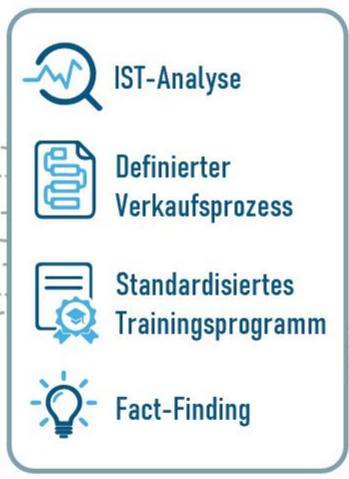 IST-Analyse
Definierter
Verkaufsprozess
Standardisiertes
Trainingsprogramm
Fact-Finding